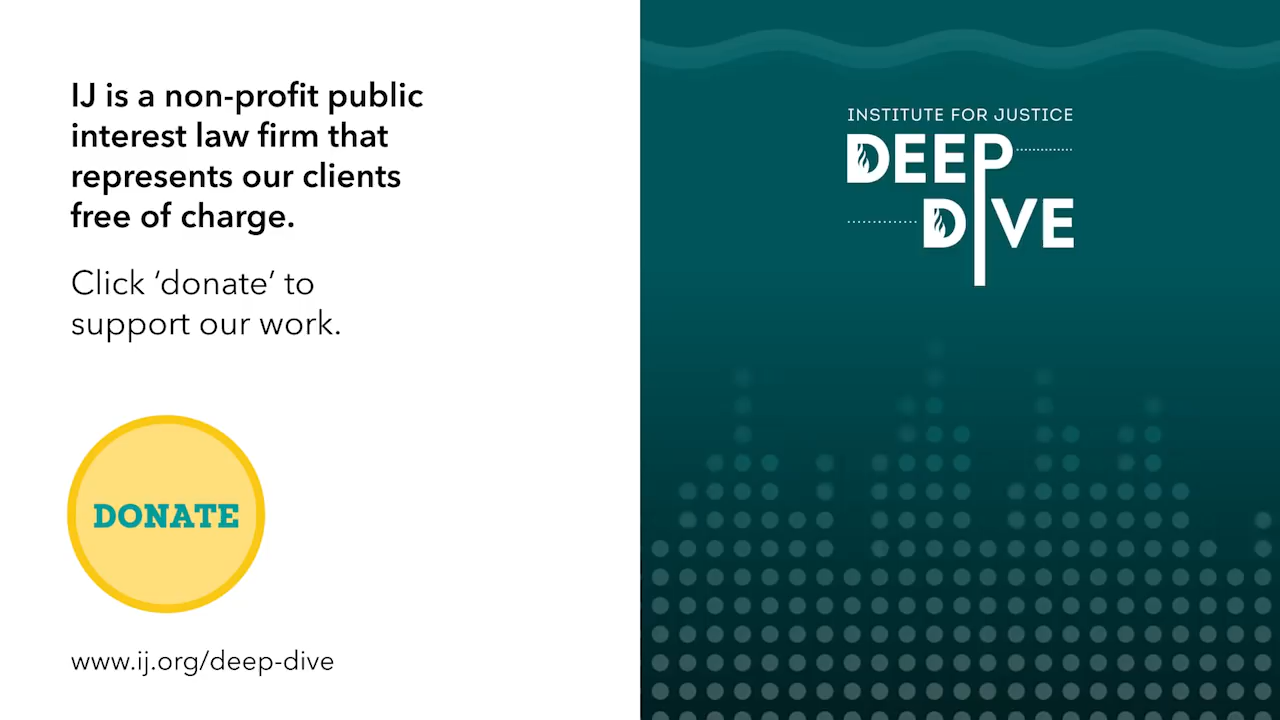 IJ is a non-profit public
interest law firm that
represents our clients
free of charge.
Click ‘donate’ to
support our work.
DONATE
www.ij.org/deep-dive
INSTITUTE FOR JUSTICE
DEEP
DIVE